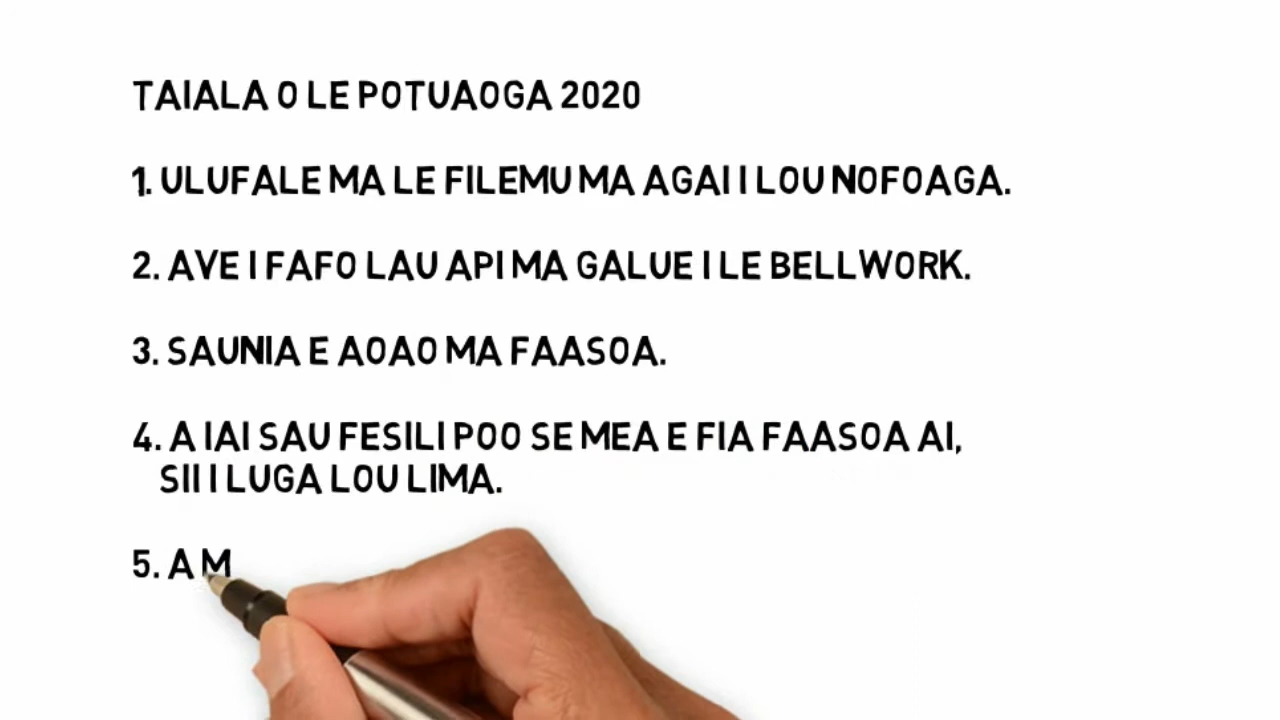 TAIALA O LE POTUAOGA 2020
1. ULUFALE MA LE FILEMU MA AGAI I LOU NOFOAGA.
2. AVE I FAFO LAU API MA GALUE I LE BELLWORK.
3. SAUNIA E AOAO MA FAASOA.
4. A IAI SAU FESILI POO SE MEA E FIA FAASOA AI,
SII I LUGA LOU LIMA.
5. A M